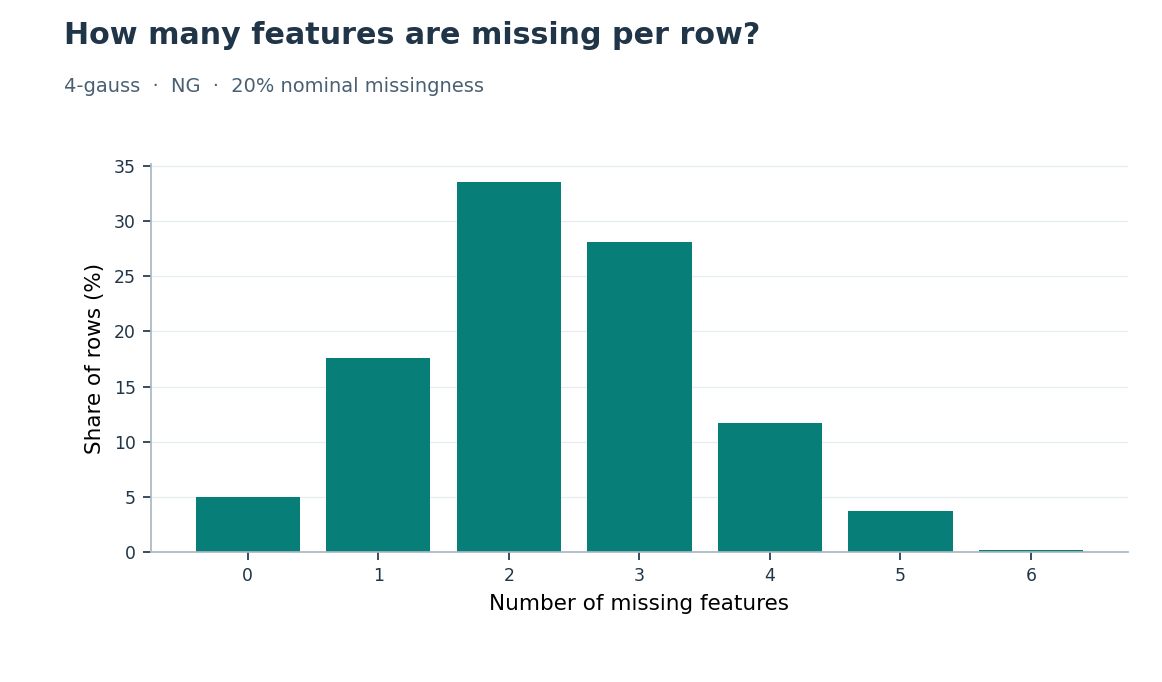 How many features are missing per row?
4-gauss · NG · 20% nominal missingness
35
30
25
20
15
10
5
0
Share of rows (%)
0 1 2 3 4 5 6
Number of missing features